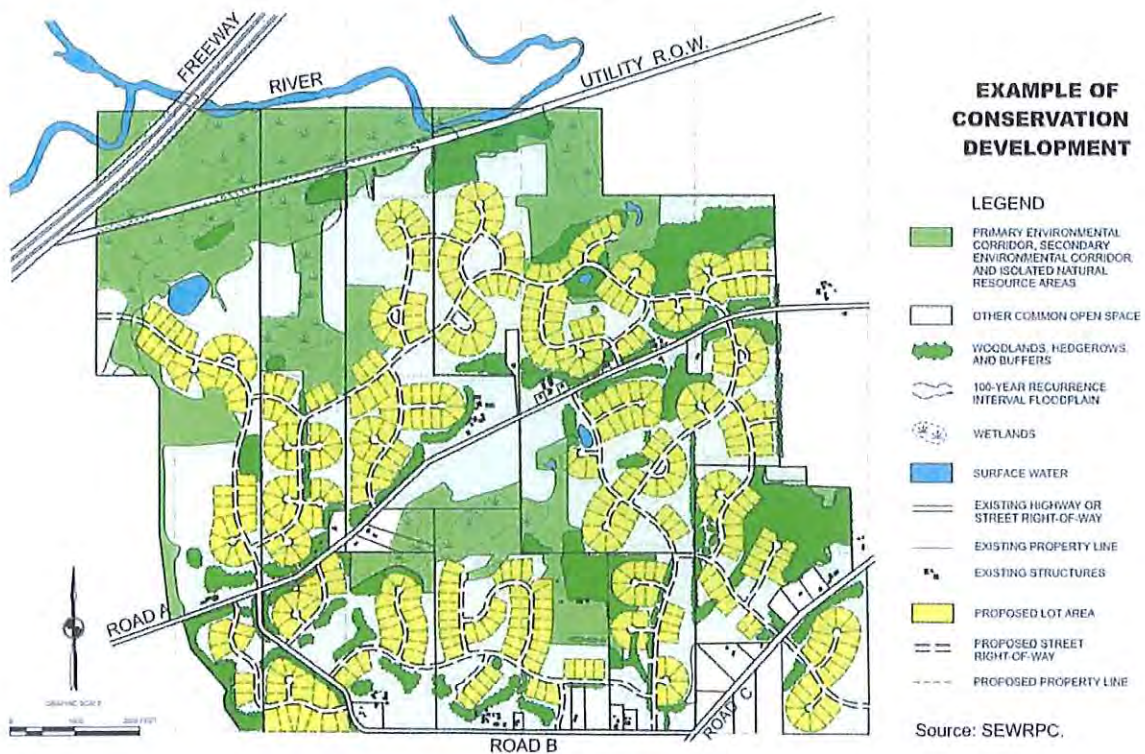 FREEWAY
RIVER
UTILITY R.O.W.
ROAD A
ROAD B
ROAD C
GRAPHIC SCALE
EXAMPLE OF
CONSERVATION
DEVELOPMENT
LEGEND
PRIMARY ENVIRONMENTAL
CORRIDOR, SECONDARY
ENVIRONMENTAL CORRIDOR
AND ISOLATED NATURAL
RESOURCE AREAS
OTHER COMMON OPEN SPACE
WOODLANDS, HEDGEROWS,
AND BUFFERS
100-YEAR RECURRENCE
INTERVAL FLOODPLAIN
WETLANDS
SURFACE WATER
EXISTING HIGHWAY OR
STREET RIGHT-OF-WAY
EXISTING PROPERTY LINE
EXISTING STRUCTURES
PROPOSED LOT AREA
PROPOSED STREET
RIGHT-OF-WAY
PROPOSED PROPERTY LINE
Source: SEWRPC.